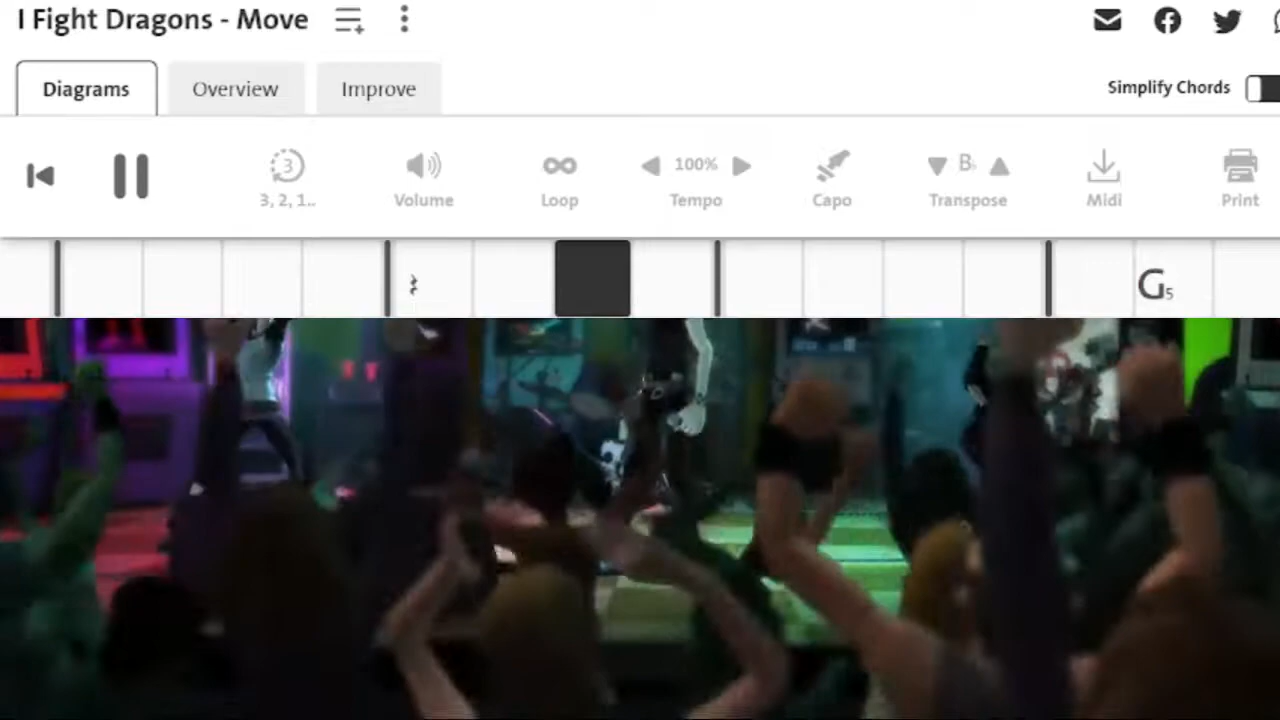 I Fight Dragons - Move
Diagrams
Overview
Improve
Simplify Chords
3
100%
B♭
3, 2, 1..
Volume
Loop
Tempo
Capo
Transpose
Midi
Print
G5